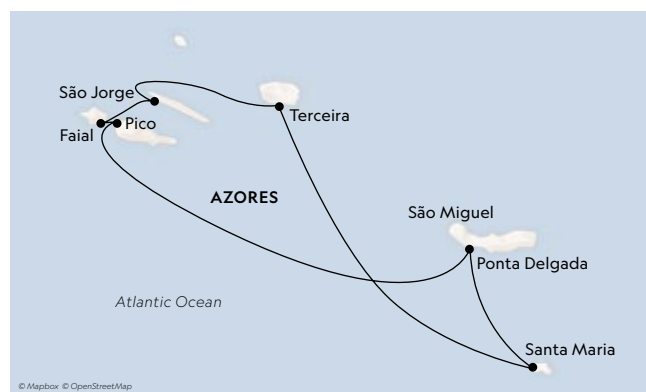 São Jorge
Pico
Faial
Terceira
AZORES
São Miguel
Ponta Delgada
Atlantic Ocean
Santa Maria
© Mapbox © OpenStreetMap